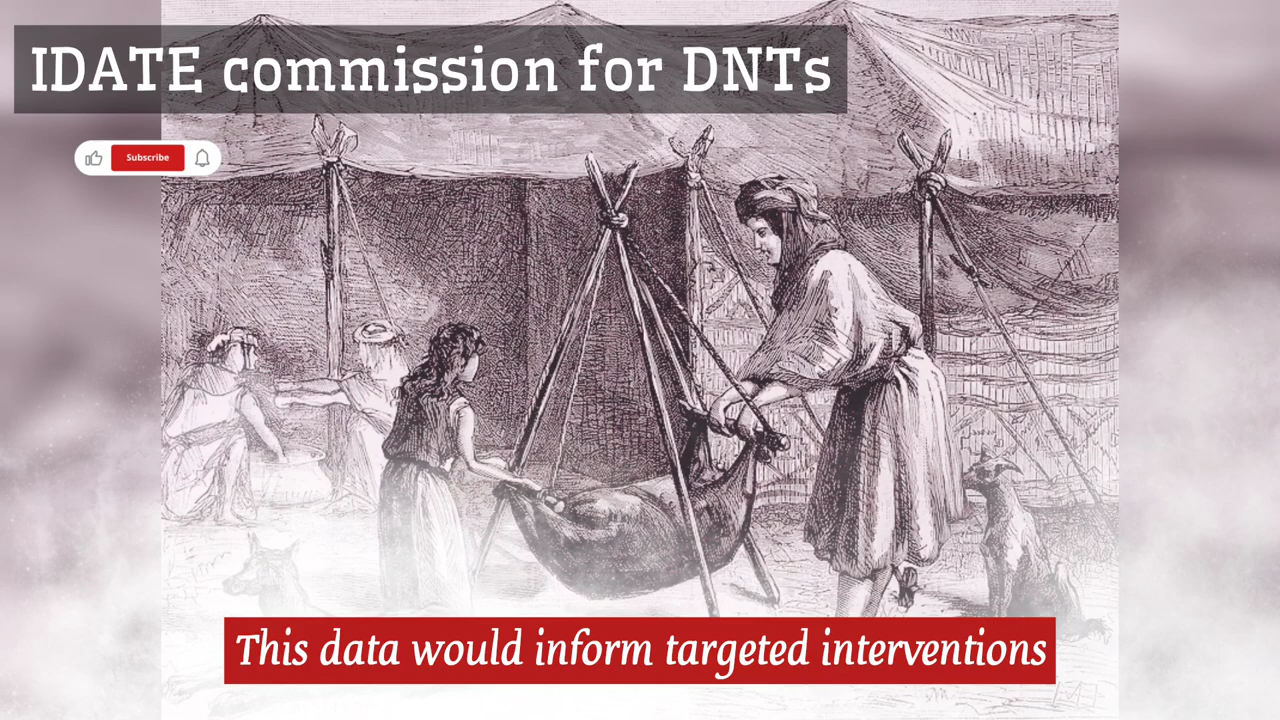 IDATE commission for DNTs
Subscribe
This data would inform targeted interventions